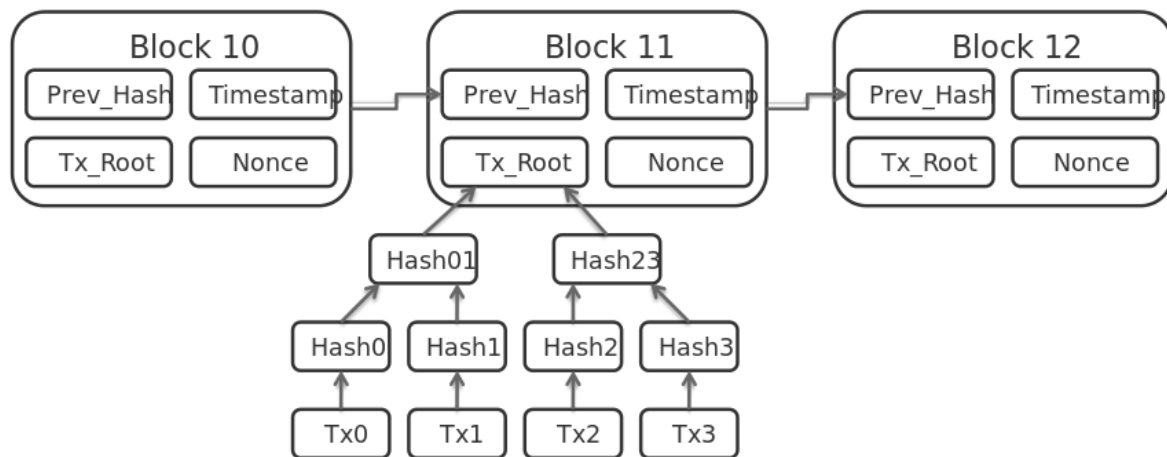 Block 10
Block 11
Block 12
Prev_Hash
Timestamp
Prev_Hash
Timestamp
Prev_Hash
Timestamp
Tx_Root
Nonce
Tx_Root
Nonce
Tx_Root
Nonce
Hash01
Hash23
Hash0
Hash1
Hash2
Hash3
Tx0
Tx1
Tx2
Tx3